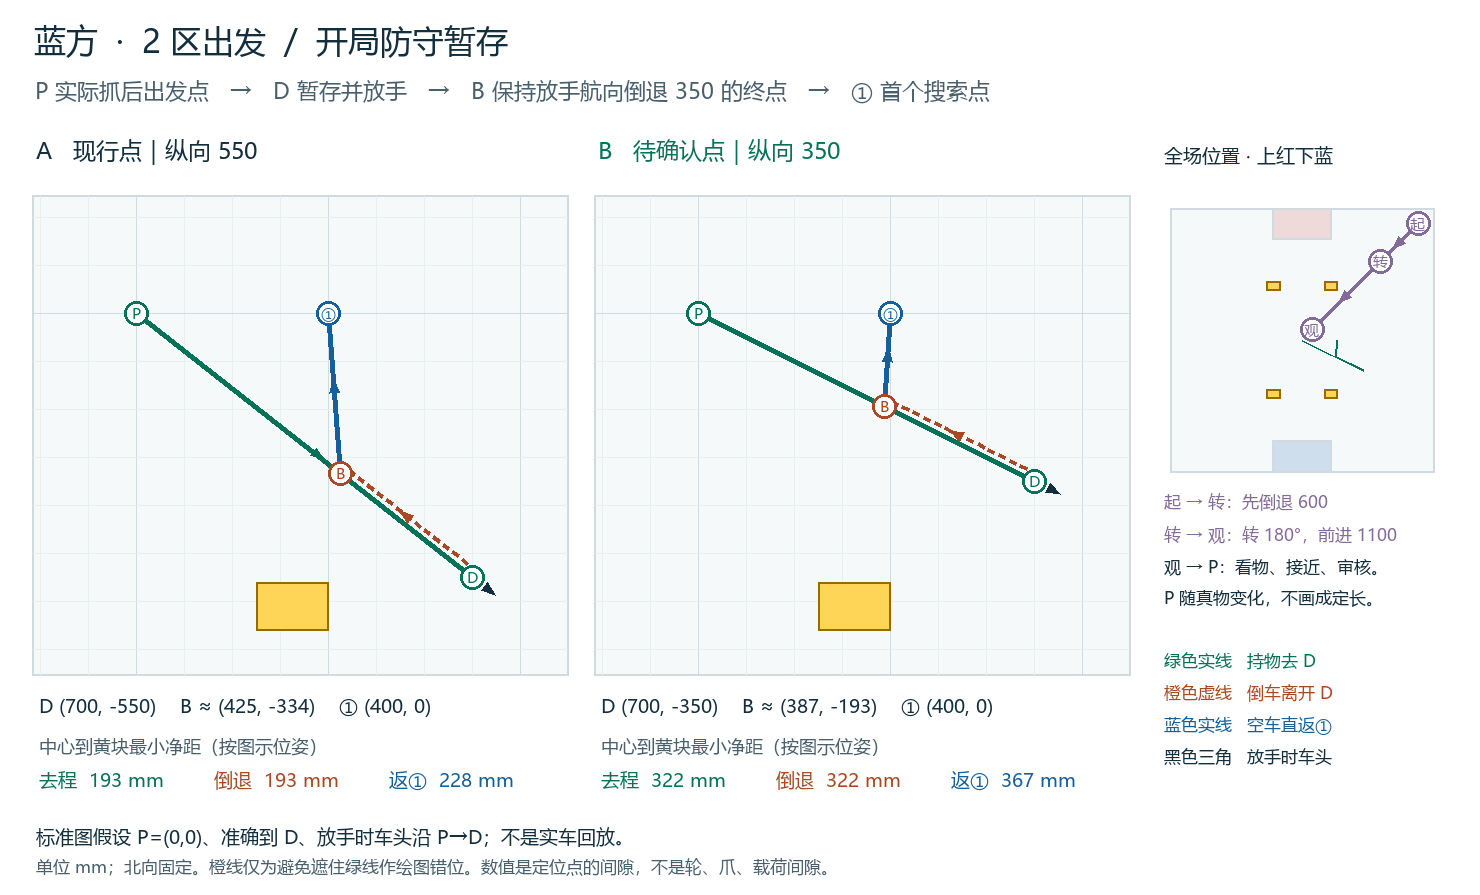 蓝方 · 2 区出发 / 开局防守暂存
P 实际抓后出发点 → D 暂存并放手 → B 保持放手航向倒退 350 的终点 → ① 首个搜索点
A 现行点 | 纵向 550
B 待确认点 | 纵向 350
全场位置 · 上红下蓝
P
①
B
D
P
①
B
D
起
转
观
起 → 转：先倒退 600
转 → 观：转 180°，前进 1100
观 → P：看物、接近、审核。
P 随真物变化，不画成定长。
绿色实线 持物去 D
橙色虚线 倒车离开 D
蓝色实线 空车直返①
黑色三角 放手时车头
D (700, -550) B ≈ (425, -334) ① (400, 0)
中心到黄块最小净距（按图示位姿）
去程 193 mm 倒退 193 mm 返① 228 mm
D (700, -350) B ≈ (387, -193) ① (400, 0)
中心到黄块最小净距（按图示位姿）
去程 322 mm 倒退 322 mm 返① 367 mm
标准图假设 P=(0,0)、准确到 D、放手时车头沿 P→D；不是实车回放。
单位 mm；北向固定。橙线仅为避免遮住绿线作绘图错位。数值是定位点的间隙，不是轮、爪、载荷间隙。